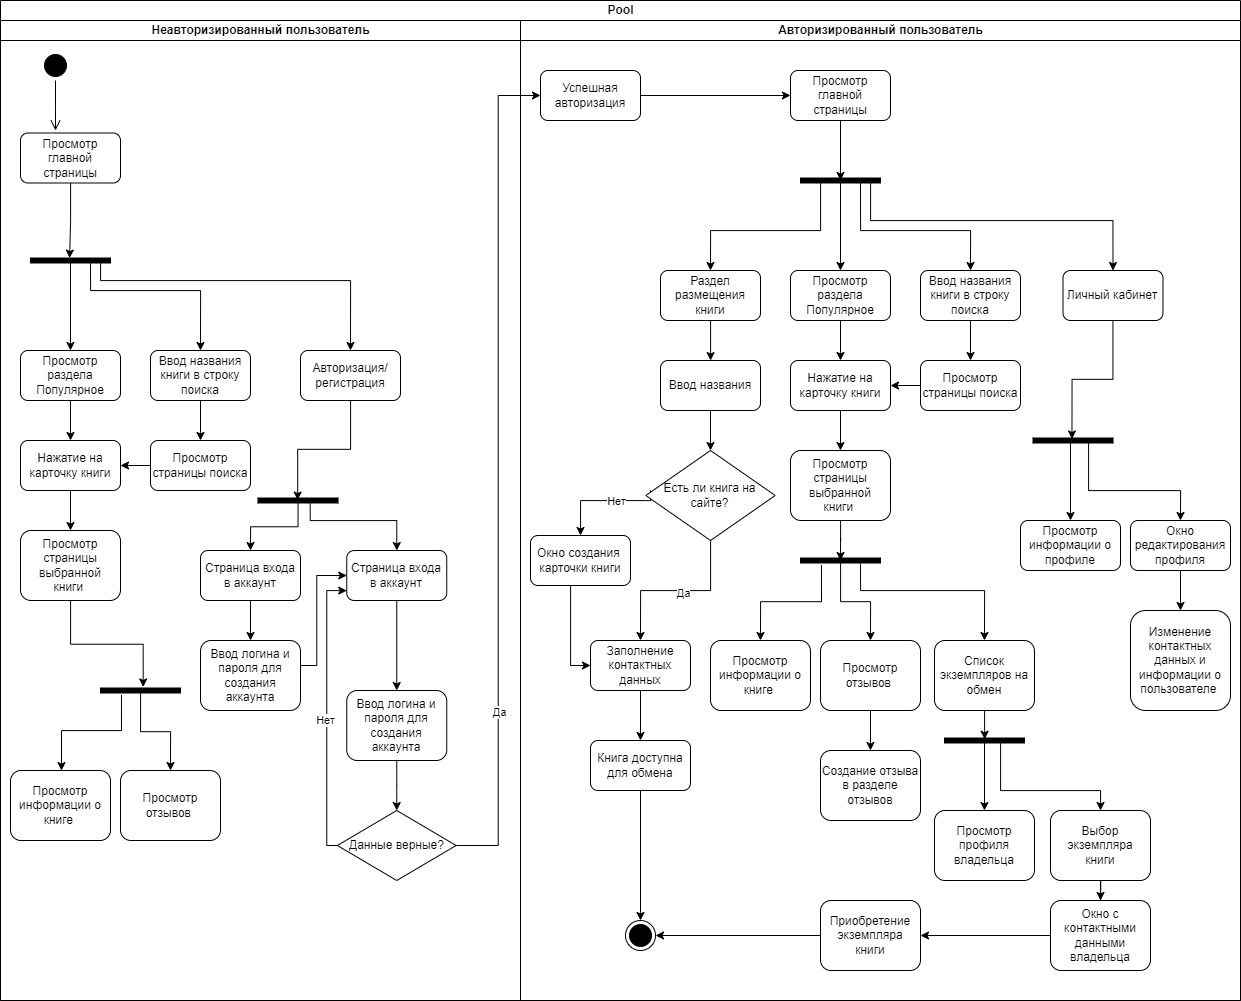 Pool
Неавторизированный пользователь
Авторизированный пользователь
Просмотр
главной
страницы
Просмотр
раздела
Популярное
Ввод названия
книги в строку
поиска
Авторизация/
регистрация
Нажатие на
карточку книги
Просмотр
страницы поиска
Просмотр
страницы
выбранной
книги
Страница входа
в аккаунт
Страница входа
в аккаунт
Ввод логина и
пароля для
создания
аккаунта
Ввод логина и
пароля для
создания
аккаунта
Нет
Да
Просмотр
информации о
книге
Просмотр
отзывов
Данные верные?
Успешная
авторизация
Просмотр
главной
страницы
Раздел
размещения
книги
Просмотр
раздела
Популярное
Ввод названия
книги в строку
поиска
Личный кабинет
Ввод названия
Нажатие на
карточку книги
Просмотр
страницы поиска
Есть ли книга на
сайте?
Нет
Да
Просмотр
страницы
выбранной
книги
Окно создания
карточки книги
Просмотр
информации о
профиле
Окно
редактирования
профиля
Заполнение
контактных
данных
Просмотр
информации о
книге
Просмотр
отзывов
Список
экземпляров на
обмен
Изменение
контактных
данных и
информации о
пользователе
Книга доступна
для обмена
Создание отзыва
в разделе
отзывов
Просмотр
профиля
владельца
Выбор
экземпляра
книги
Приобретение
экземпляра
книги
Окно с
контактными
данными
владельца